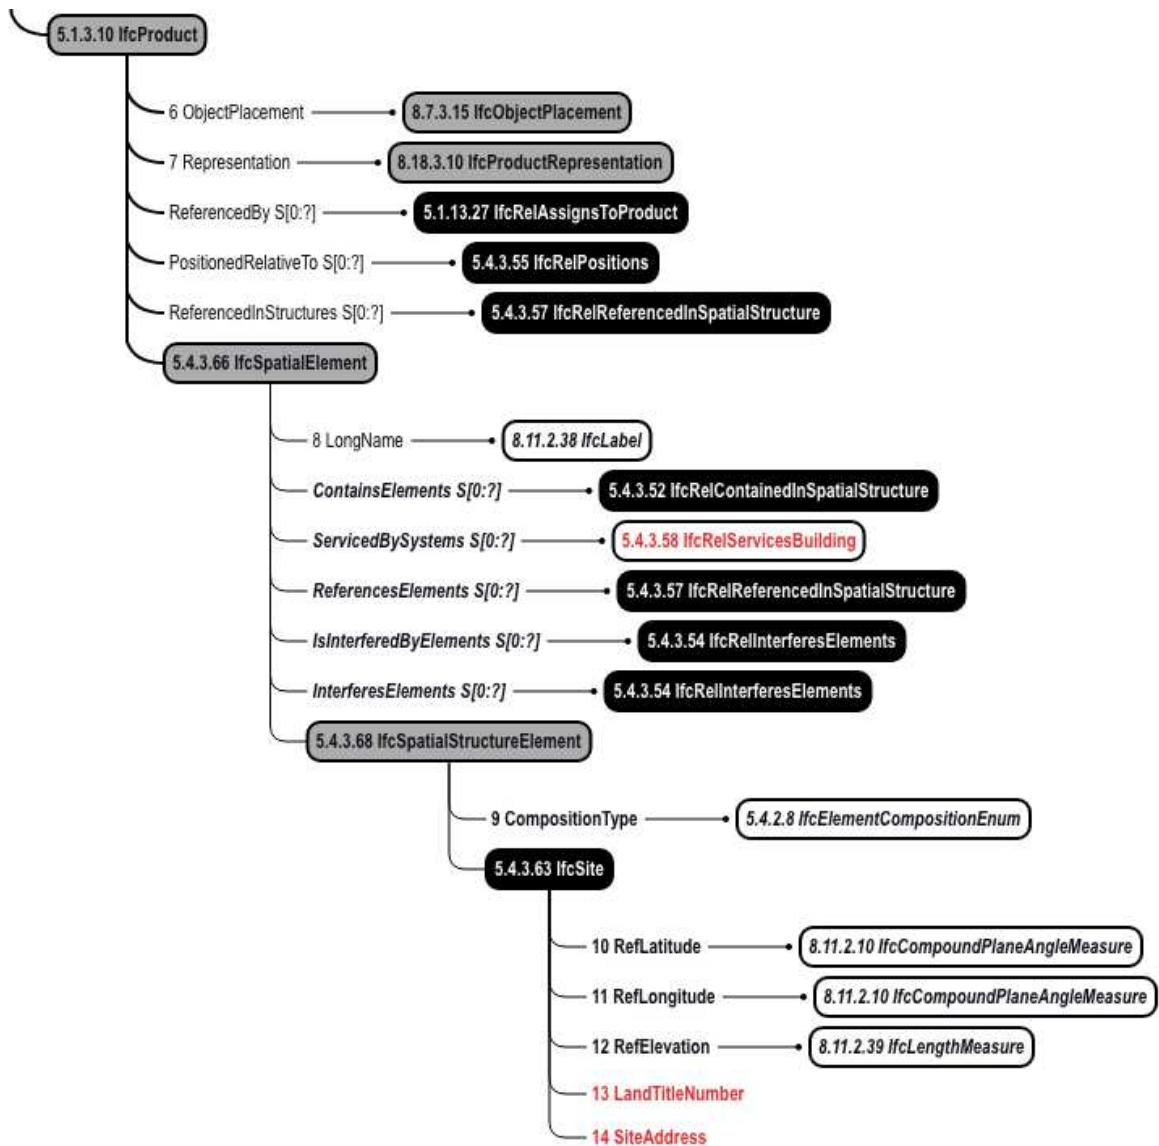 5.1.3.10 IfcProduct
6 ObjectPlacement 8.7.3.15 IfcObjectPlacement
7 Representation 8.18.3.10 IfcProductRepresentation
ReferencedBy S[0:?] 5.1.13.27 IfcRelAssignsToProduct
PositionedRelativeTo S[0:?] 5.4.3.55 IfcRelPositions
ReferencedInStructures S[0:?] 5.4.3.57 IfcRelReferencedInSpatialStructure
5.4.3.66 IfcSpatialElement
8 LongName 8.11.2.38 IfcLabel
ContainsElements S[0:?] 5.4.3.52 IfcRelContainedInSpatialStructure
ServicedBySystems S[0:?] 5.4.3.58 IfcRelServicesBuilding
ReferencesElements S[0:?] 5.4.3.57 IfcRelReferencedInSpatialStructure
IsInterferedByElements S[0:?] 5.4.3.54 IfcRelInterferesElements
InterferesElements S[0:?] 5.4.3.54 IfcRelInterferesElements
5.4.3.68 IfcSpatialStructureElement
9 CompositionType 5.4.2.8 IfcElementCompositionEnum
5.4.3.63 IfcSite
10 RefLatitude 8.11.2.10 IfcCompoundPlaneAngleMeasure
11 RefLongitude 8.11.2.10 IfcCompoundPlaneAngleMeasure
12 RefElevation 8.11.2.39 IfcLengthMeasure
13 LandTitleNumber
14 SiteAddress